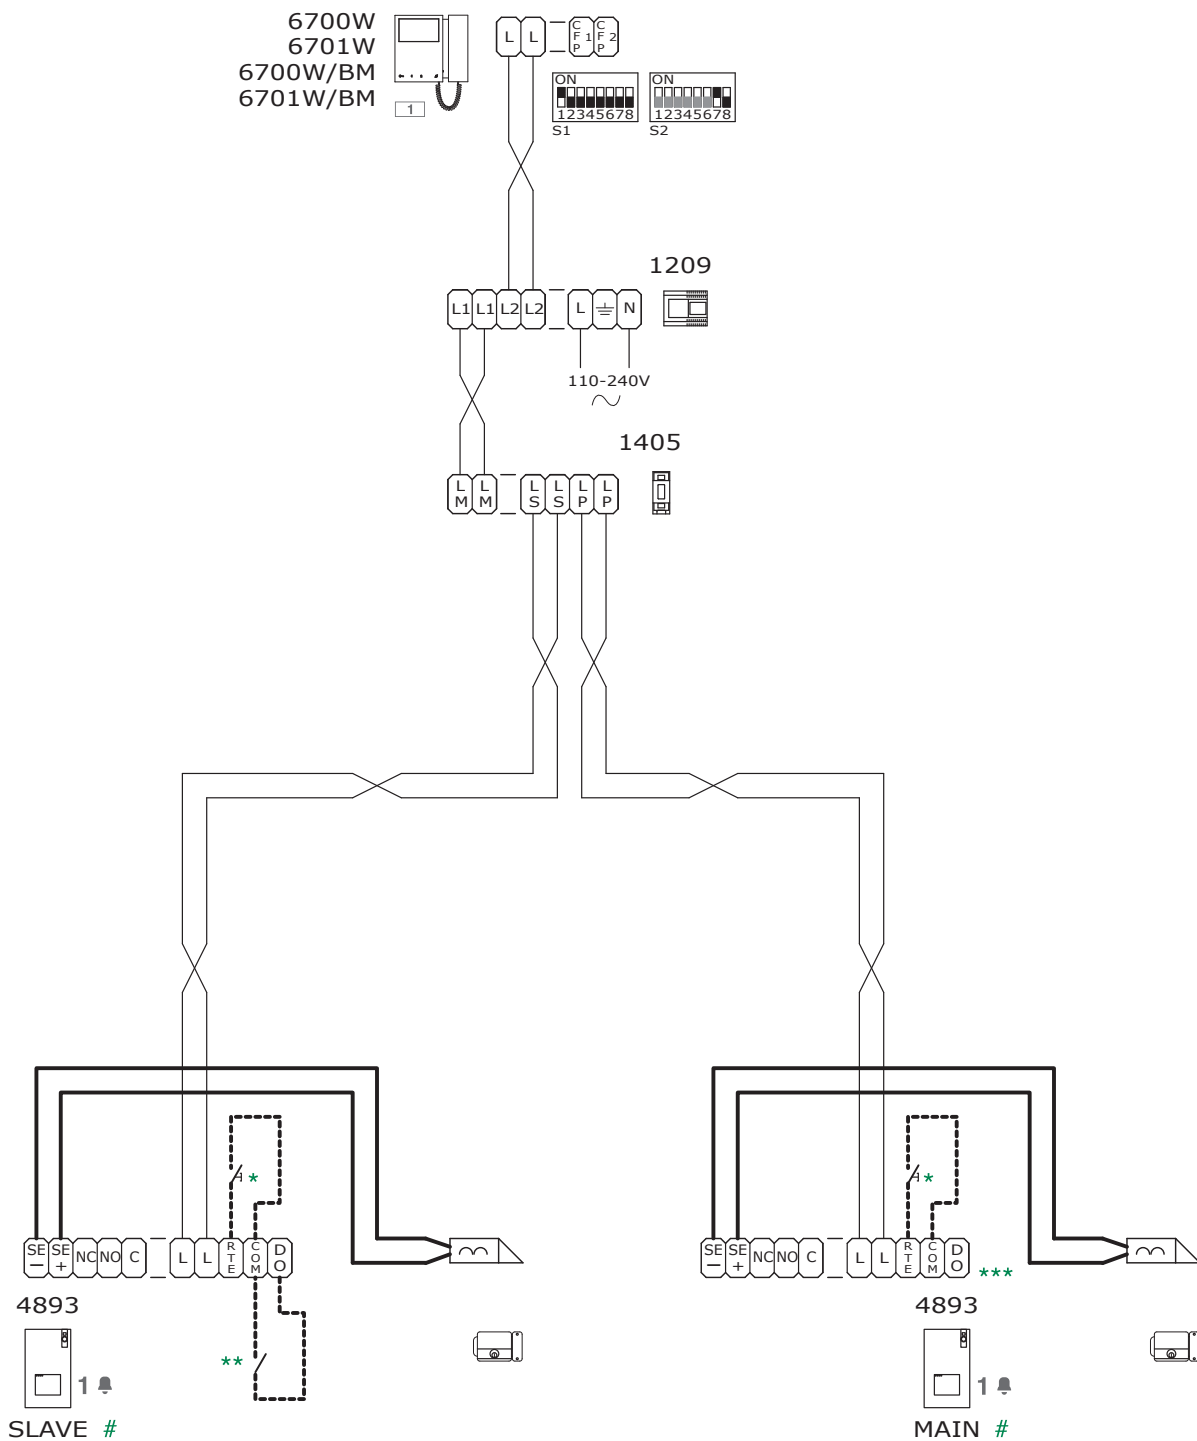 6700W
6701W
6700W/BM
6701W/BM
1
L L CFP1 CFP2
ON ON
12345678 12345678
S1 S2
1209
L1 L1 L2 L2 L N
110-240V
1405
LM LM LS LS LP LP
* *
SE − SE + NC NO C L L RTE COM DO
SE − SE + NC NO C L L RTE COM DO ***
4893 4893
**
1 1
SLAVE # MAIN #